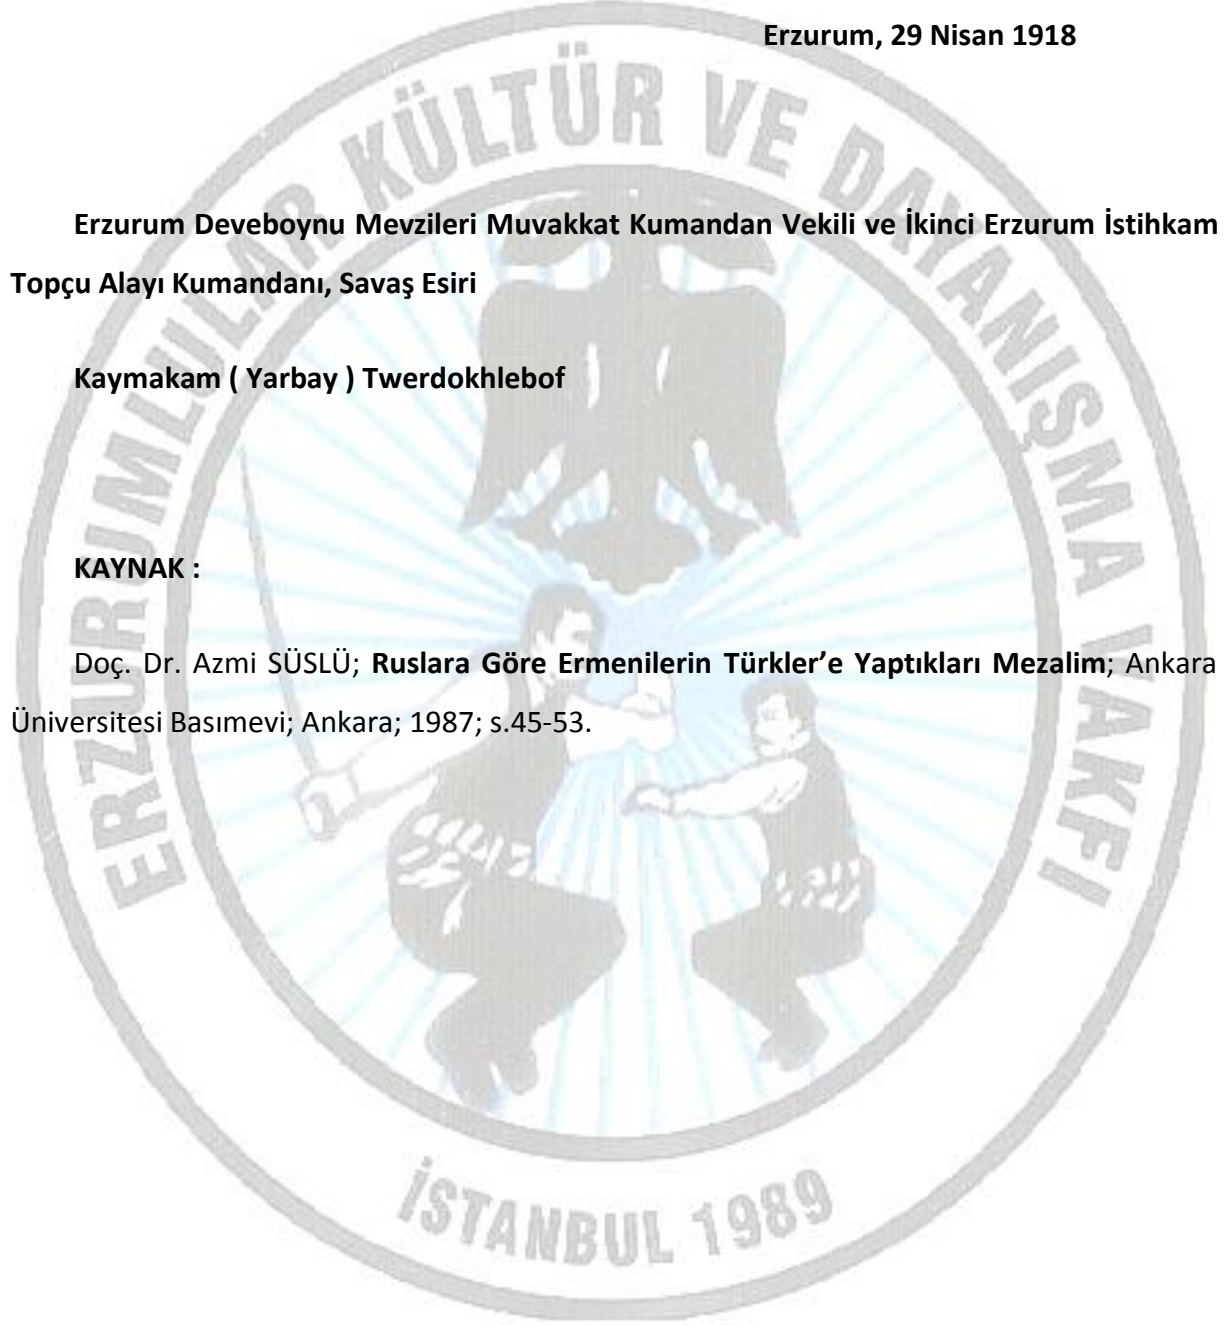 Erzurum, 29 Nisan 1918
Erzurum Deveboynu Mevzileri Muvakkat Kumandan Vekili ve İkinci Erzurum İstihkam
Topçu Alayı Kumandanı, Savaş Esiri
Kaymakam ( Yarbay ) Twerdokhlebof
KAYNAK :
Doç. Dr. Azmi SÜSLÜ; Ruslara Göre Ermenilerin Türkler’e Yaptıkları Mezalim; Ankara
Üniversitesi Basımevi; Ankara; 1987; s.45-53.
ERZURUMLULAR KÜLTÜR VE DAYANIŞMA VAKFI
İSTANBUL 1989